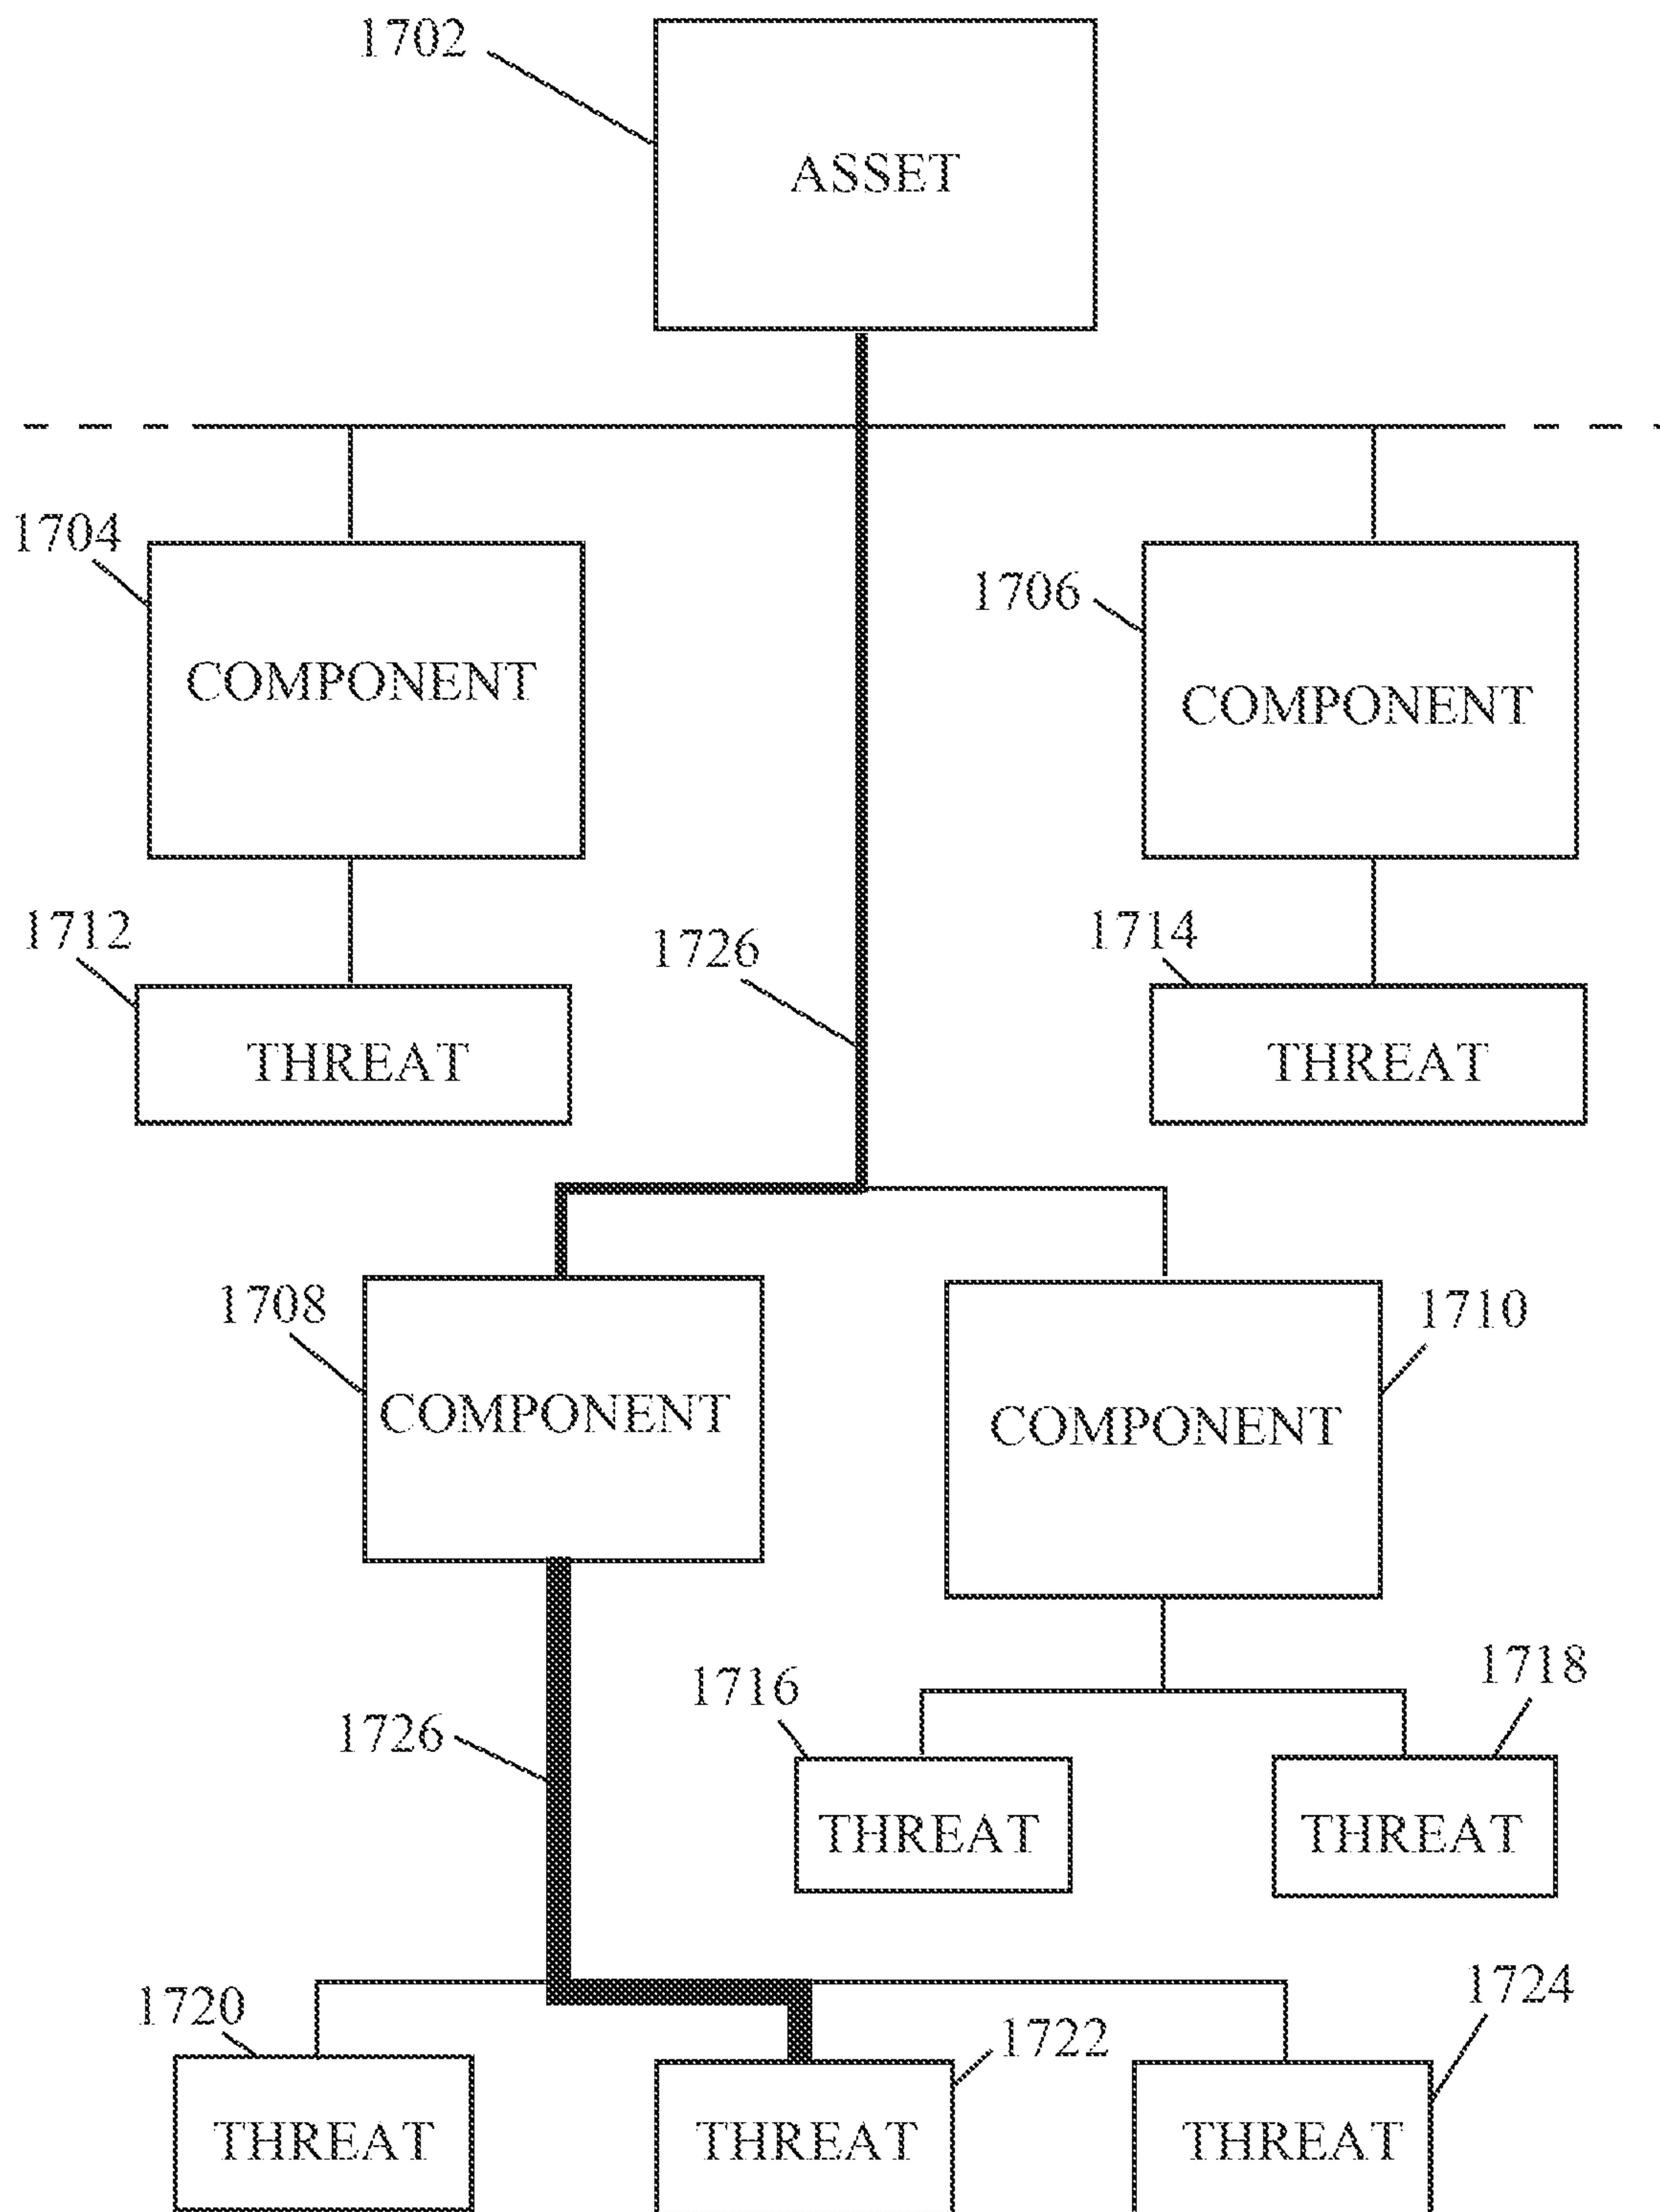 1702
ASSET
1704
1706
COMPONENT
COMPONENT
1712
1726
1714
THREAT
THREAT
1708
1710
COMPONENT
COMPONENT
1716
1718
1726
THREAT
THREAT
1720
1722
1724
THREAT
THREAT
THREAT